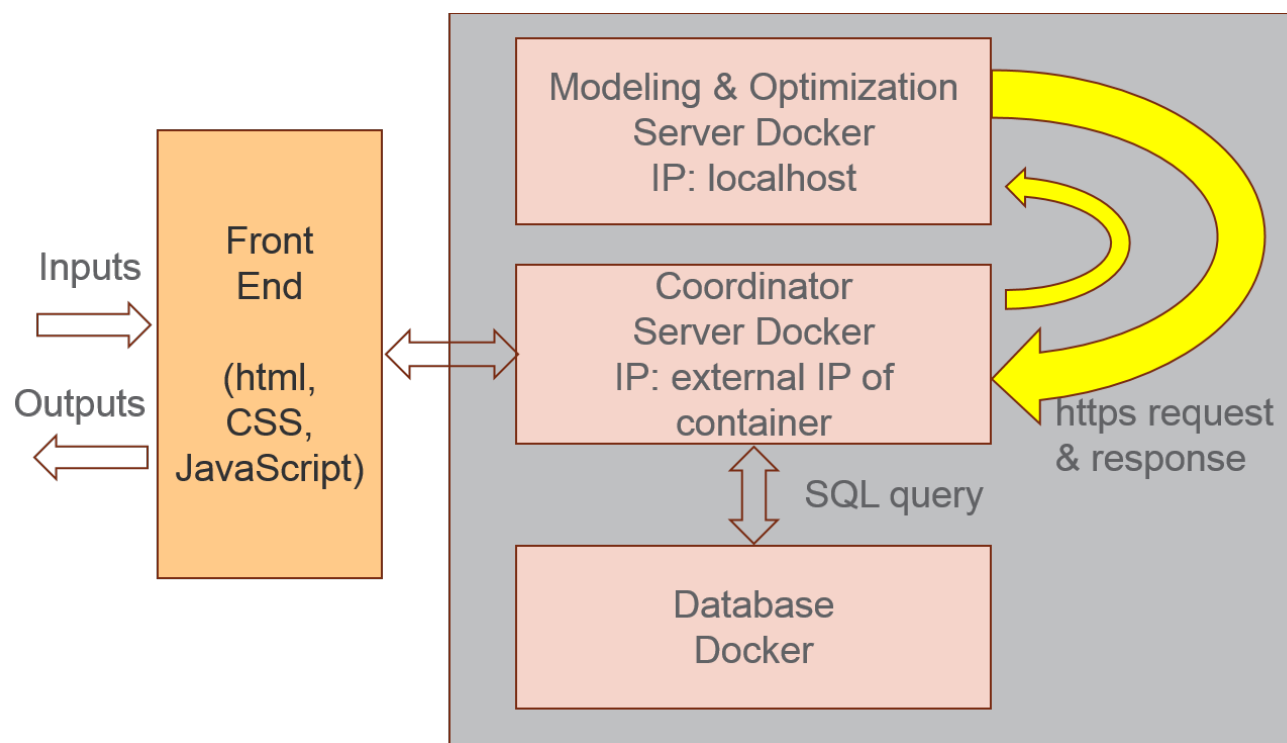 Inputs
Outputs
Front
End
(html,
CSS,
JavaScript)
Modeling & Optimization
Server Docker
IP: localhost
Coordinator
Server Docker
IP: external IP of
container
https request
& response
SQL query
Database
Docker